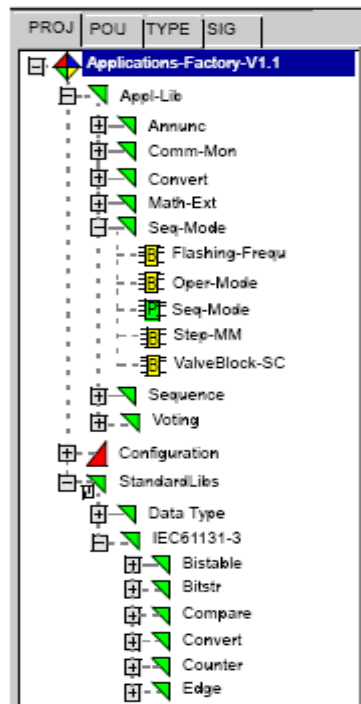 PROJ POU TYPE SIG
Applications-Factory-V1.1
Appl-Lib
Annunc
Comm-Mon
Convert
Math-Ext
Seq-Mode
B Flashing-Frequ
B Oper-Mode
P Seq-Mode
B Step-MM
B ValveBlock-SC
Sequence
Voting
Configuration
StandardLibs
Data Type
IEC61131-3
Bistable
Bitstr
Compare
Convert
Counter
Edge